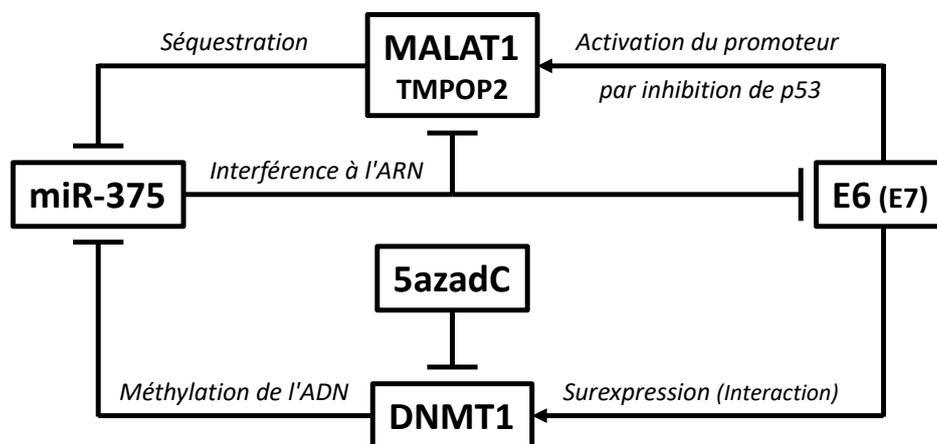 Séquestration
MALAT1
TMPOP2
Activation du promoteur
par inhibition de p53
miR-375
Interférence à l'ARN
E6 (E7)
5azadC
Méthylation de l'ADN
DNMT1
Surexpression (Interaction)